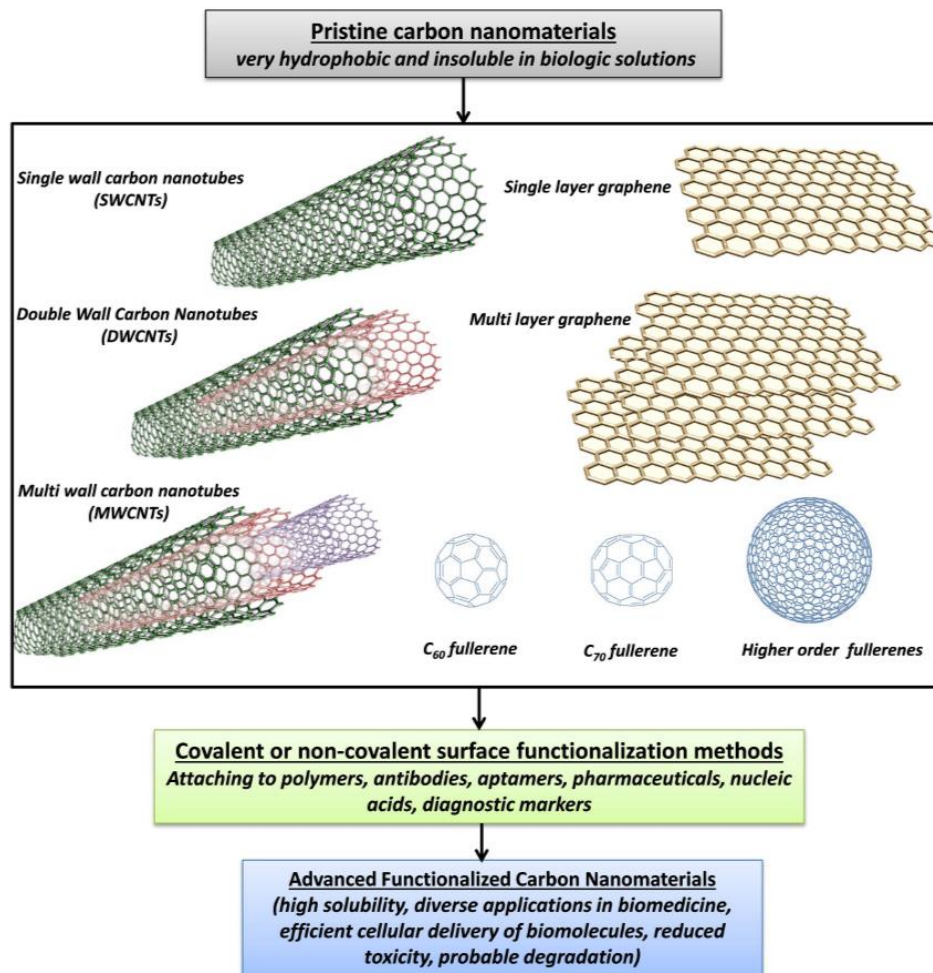 Pristine carbon nanomaterials
very hydrophobic and insoluble in biologic solutions
Single wall carbon nanotubes
(SWCNTs)
Single layer graphene
Double Wall Carbon Nanotubes
(DWCNTs)
Multi layer graphene
Multi wall carbon nanotubes
(MWCNTs)
C₆₀ fullerene
C₇₀ fullerene
Higher order fullerenes
Covalent or non-covalent surface functionalization methods
Attaching to polymers, antibodies, aptamers, pharmaceuticals, nucleic
acids, diagnostic markers
Advanced Functionalized Carbon Nanomaterials
(high solubility, diverse applications in biomedicine,
efficient cellular delivery of biomolecules, reduced
toxicity, probable degradation)